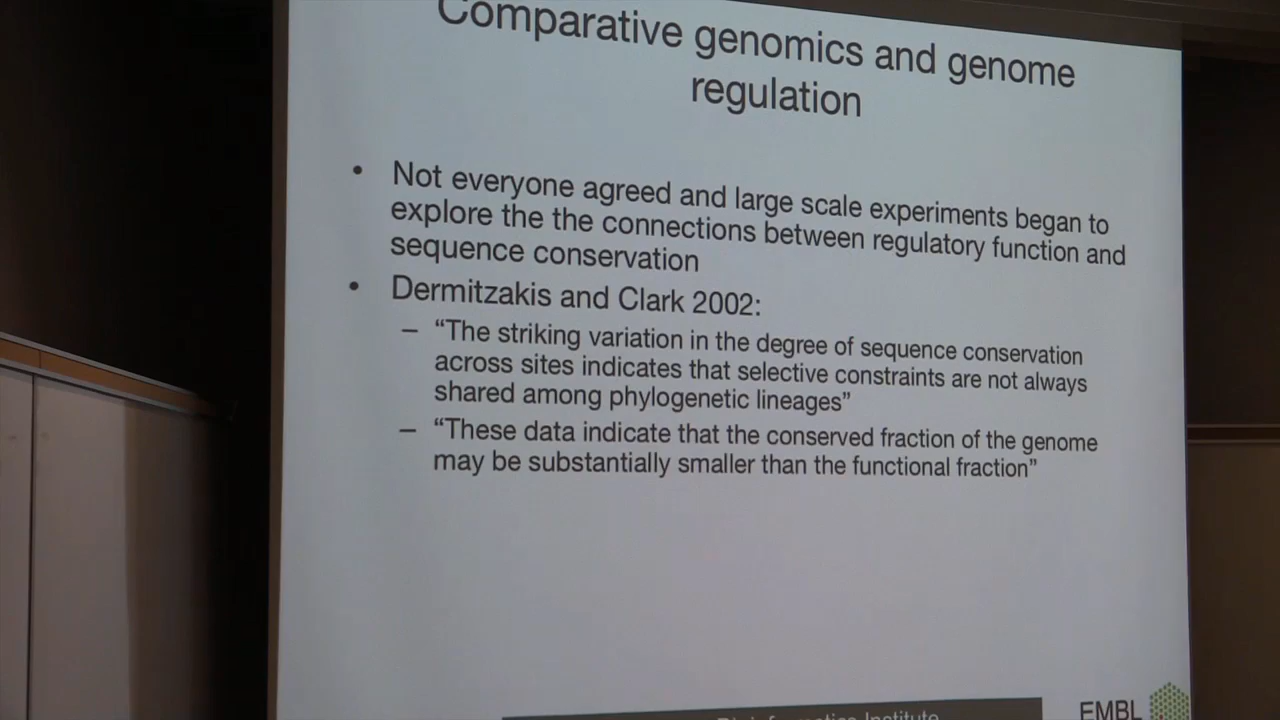 Comparative genomics and genome
regulation
• Not everyone agreed and large scale experiments began to
explore the the connections between regulatory function and
sequence conservation
• Dermitzakis and Clark 2002:
– “The striking variation in the degree of sequence conservation
across sites indicates that selective constraints are not always
shared among phylogenetic lineages”
– “These data indicate that the conserved fraction of the genome
may be substantially smaller than the functional fraction”
Bioinformatics Institute
EMBL